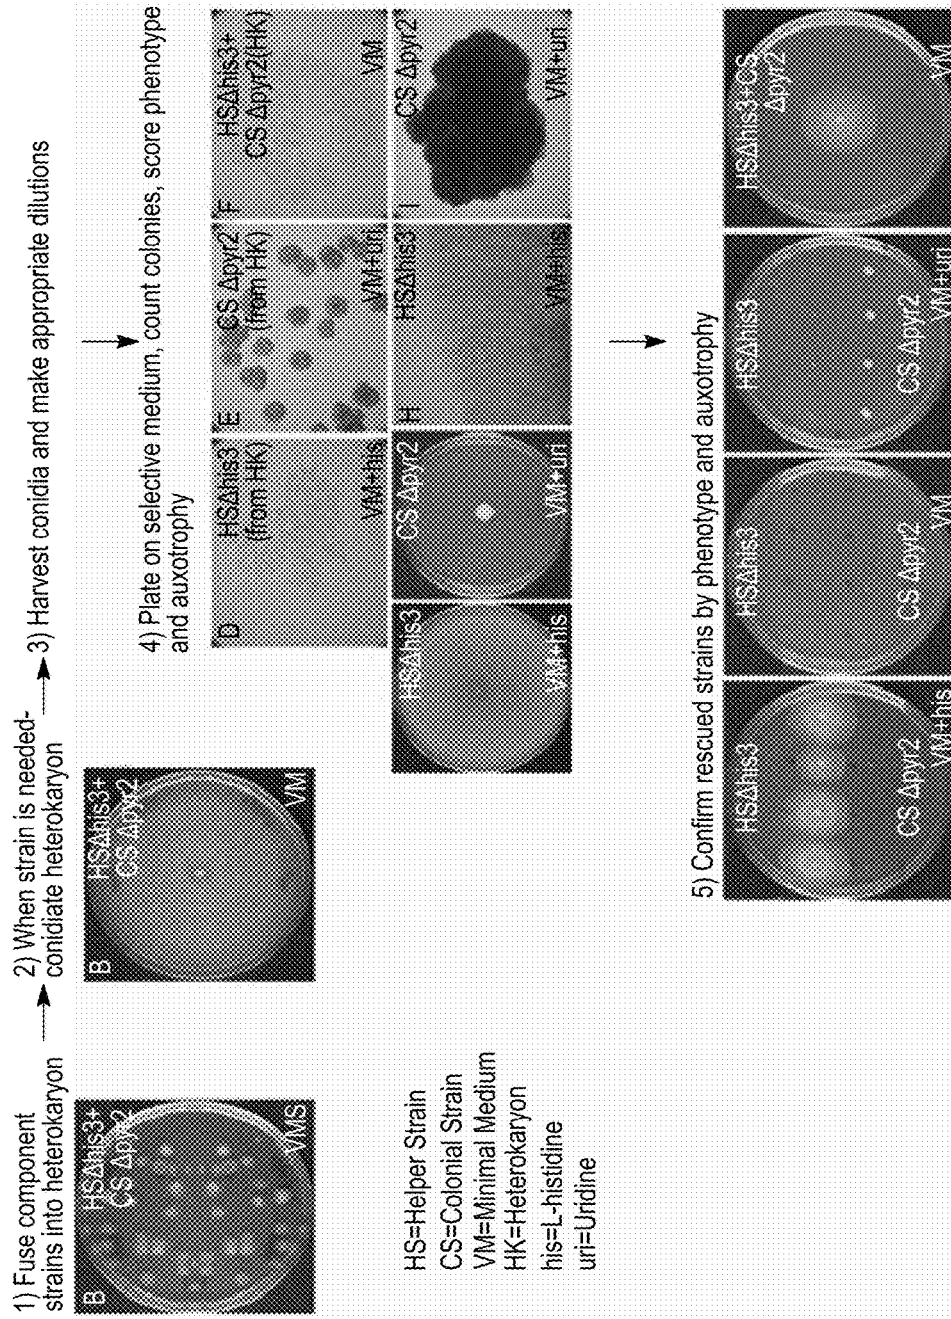 1) Fuse component
strains into heterokaryon
2) When strain is needed-
conidiate heterokaryon
3) Harvest conidia and make appropriate dilutions
B
HSΔhis3+
CS Δpyr2
VMS
B
HSΔhis3+
CS Δpyr2
VM
4) Plate on selective medium, count colonies, score phenotype
and auxotrophy
D
HSΔhis3
(from HK)
VM+his
E
CS Δpyr2
(from HK)
VM+uri
F
HSΔhis3+
CS Δpyr2(HK)
VM
HSΔhis3
VM+his
CS Δpyr2
VM+uri
H
HSΔhis3
VM+his
I
CS Δpyr2
VM+uri
HS=Helper Strain
CS=Colonial Strain
VM=Minimal Medium
HK=Heterokaryon
his=L-histidine
uri=Uridine
5) Confirm rescued strains by phenotype and auxotrophy
HSΔhis3
CS Δpyr2
VM+his
HSΔhis3
CS Δpyr2
VM
HSΔhis3
CS Δpyr2
VM+uri
HSΔhis3+CS
Δpyr2
VM